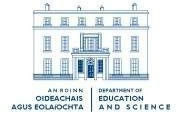 AN ROINN
OIDEACHAIS
AGUS EOLAÍOCHTA
DEPARTMENT OF
EDUCATION
AND SCIENCE